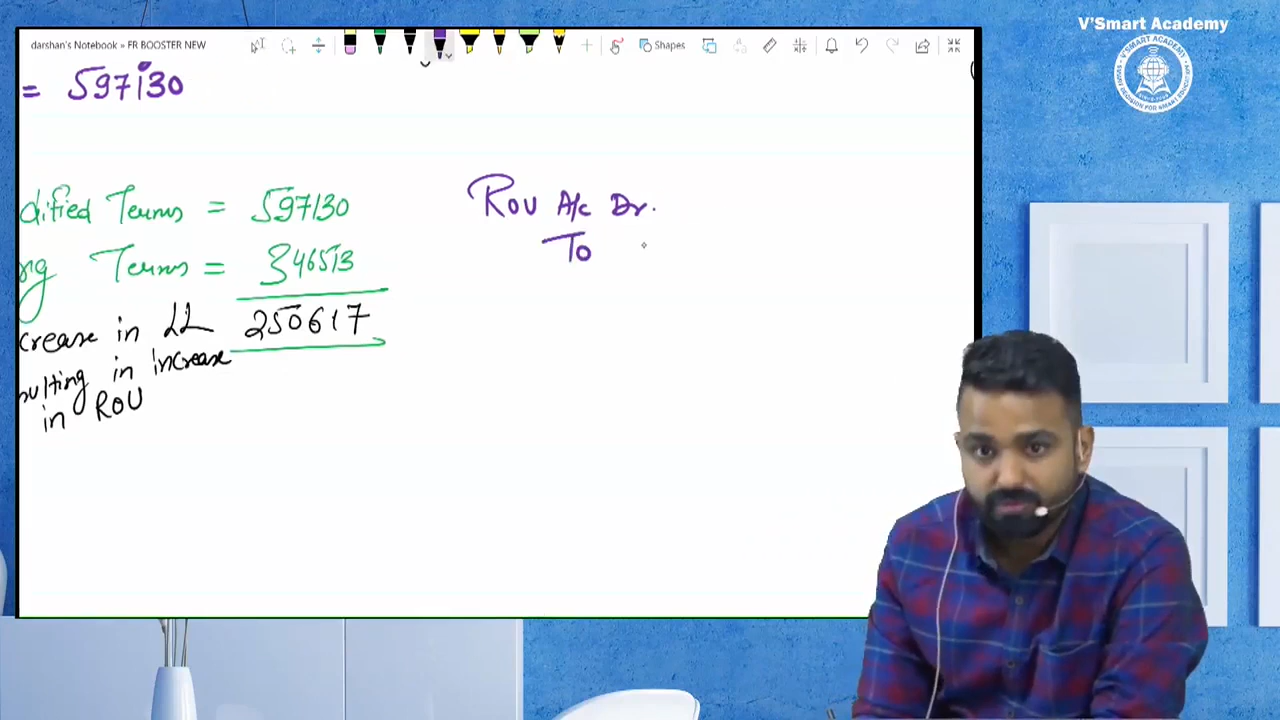 V'Smart Academy
darshan's Notebook » FR BOOSTER NEW
Shapes
= 597130
dified Terms = 597130
ng Terms = 346513
crease in LL 250617
ulting in increase
in ROU
ROU A/c Dr.
To